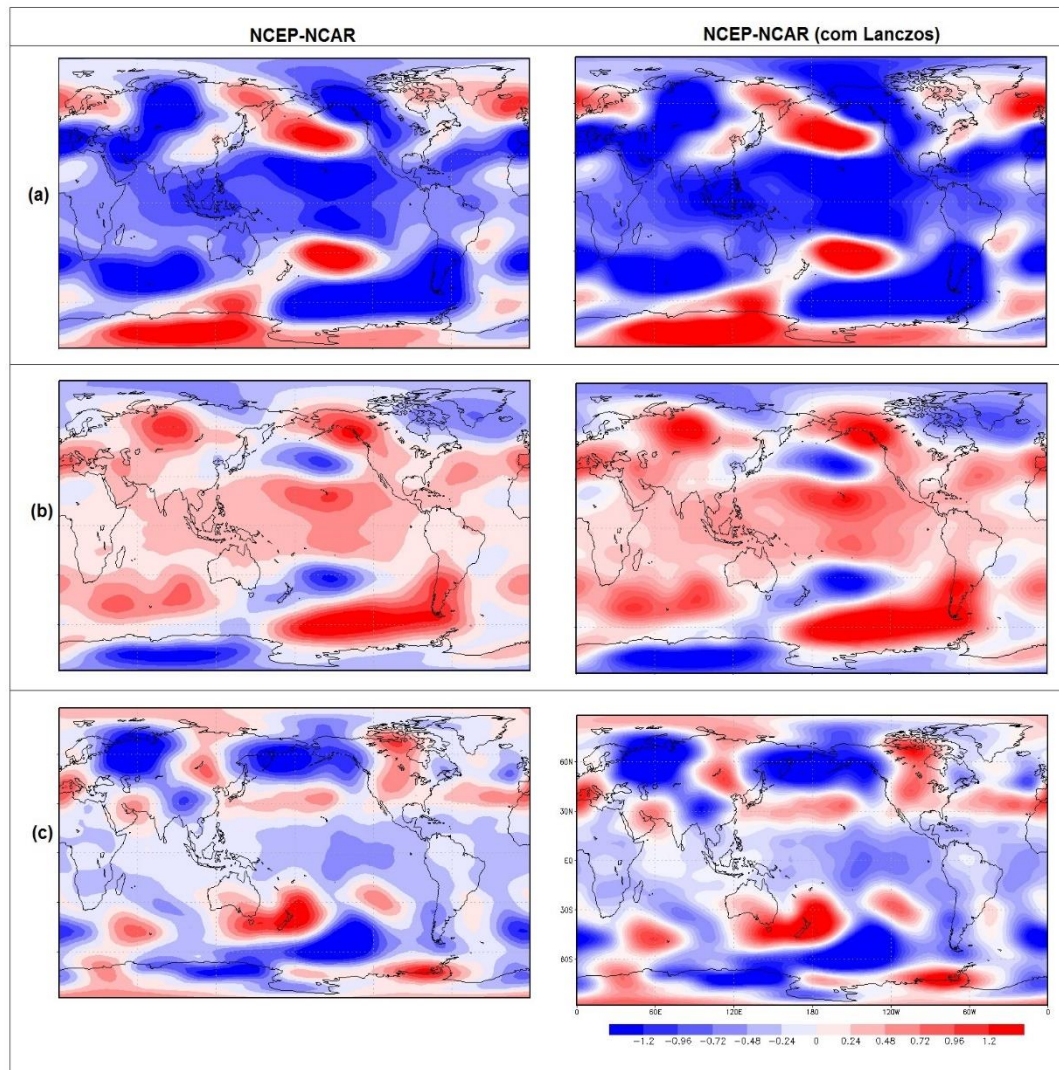 NCEP-NCAR
NCEP-NCAR (com Lanczos)
(a)
(b)
(c)
60N
30N
EQ
30S
60S
0 60E 120E 180 120W 60W 0
-1.2 -0.96 -0.72 -0.48 -0.24 0 0.24 0.48 0.72 0.96 1.2